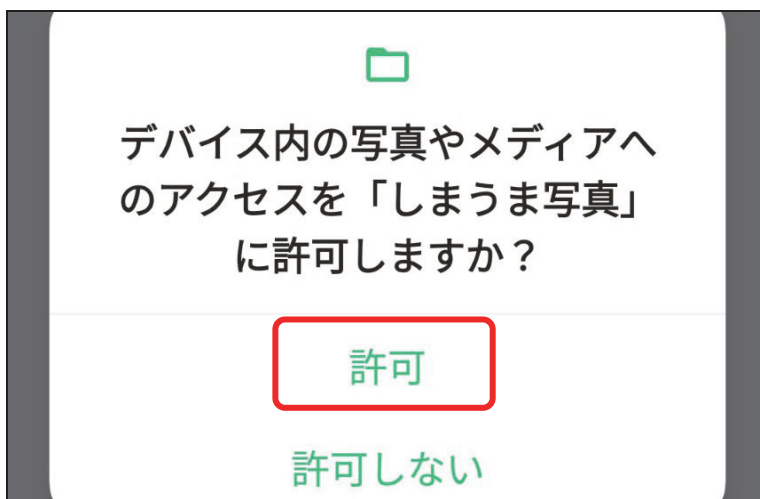 デバイス内の写真やメディアへ
のアクセスを「しまうま写真」
に許可しますか？
許可
許可しない